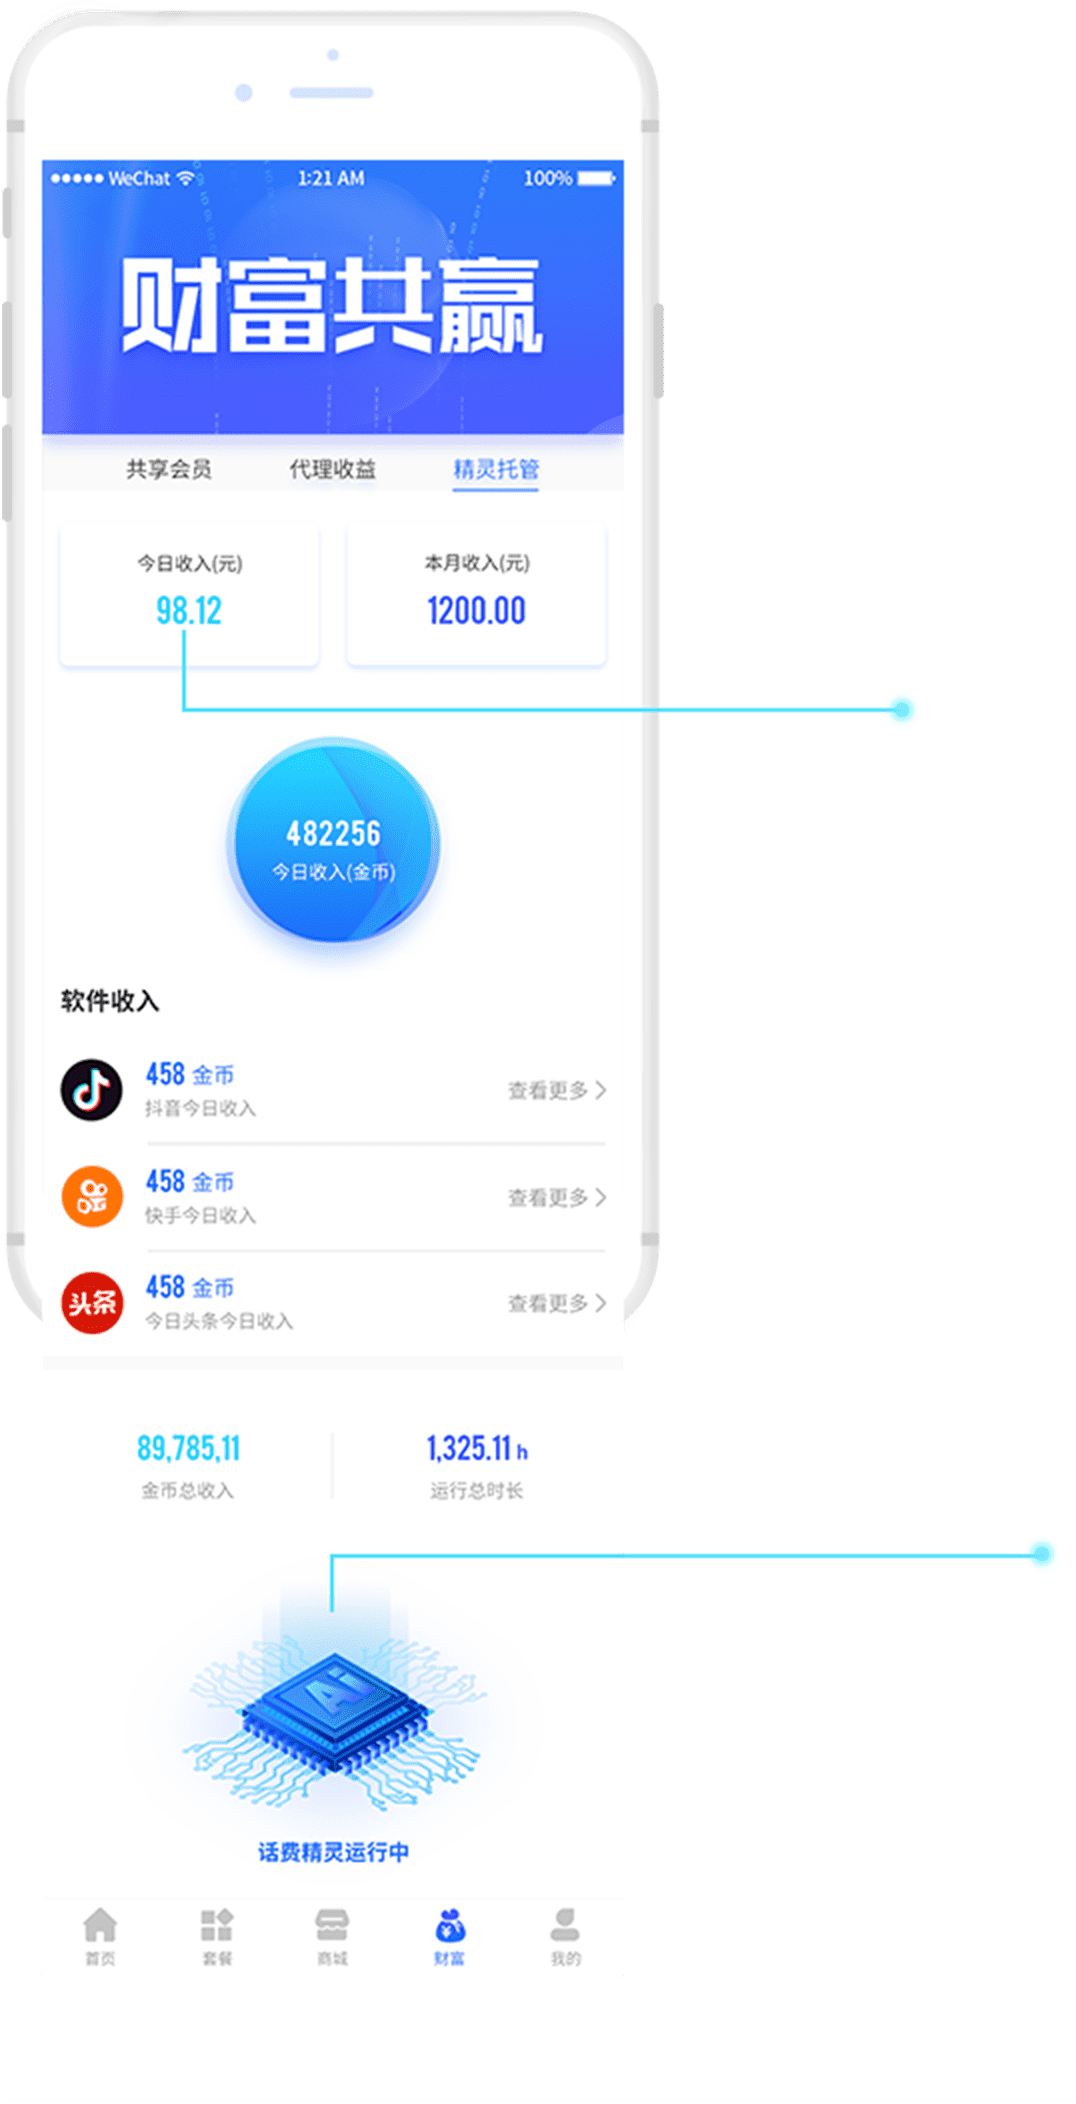 WeChat 1:21 AM 100%
财富共赢
共享会员 代理收益 精灵托管
今日收入(元) 本月收入(元)
98.12 1200.00
482256
今日收入(金币)
软件收入
458 金币
抖音今日收入 查看更多
458 金币
快手今日收入 查看更多
头条
458 金币
今日头条今日收入 查看更多
89,785,11 1,325.11 h
金币总收入 运行总时长
Ai
话费精灵运行中
首页 套餐 商城 财富 我的